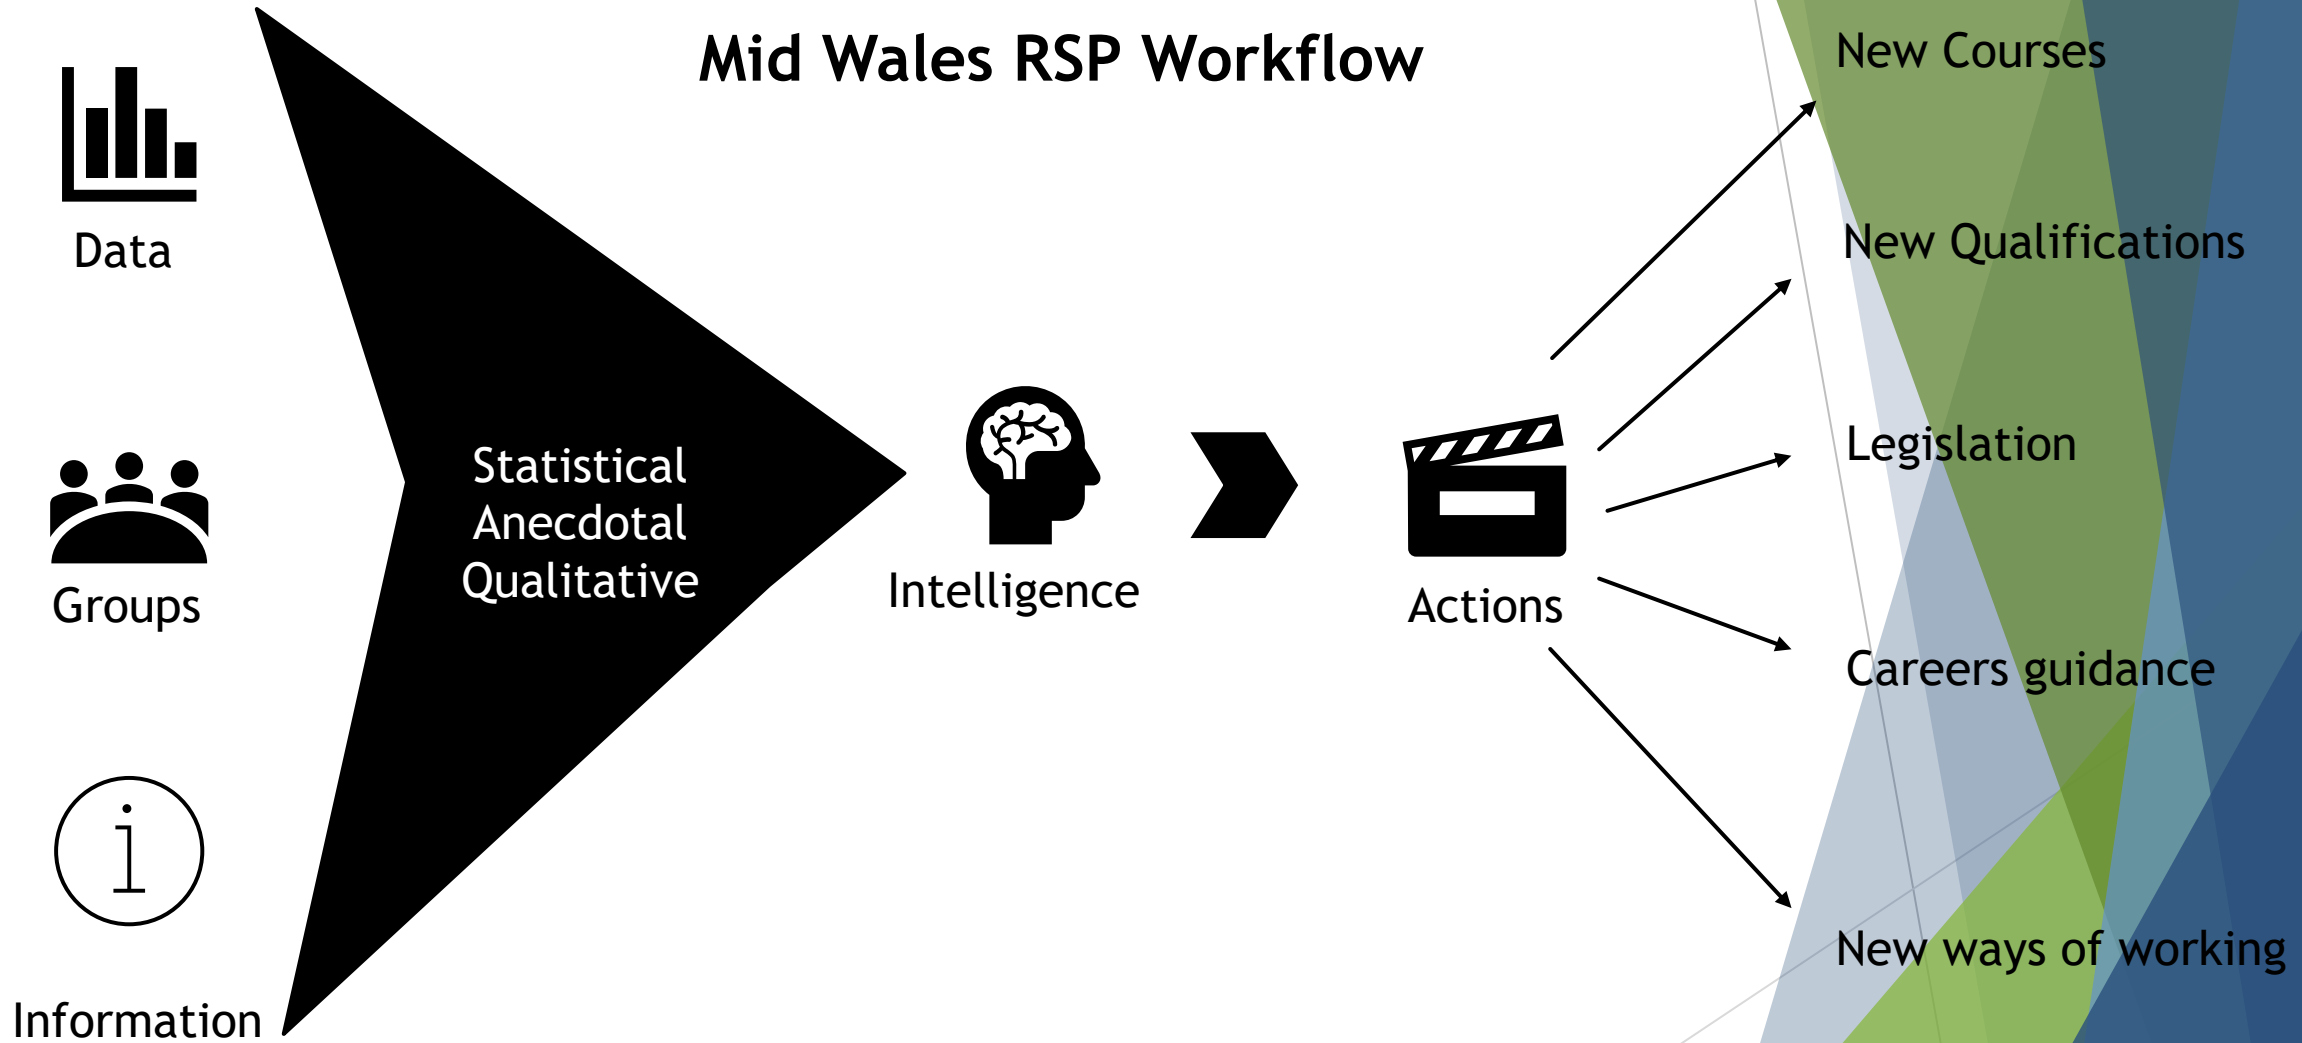 Mid Wales RSP Workflow
Data
Groups
Information
Statistical
Anecdotal
Qualitative
Intelligence
Actions
New Courses
New Qualifications
Legislation
Careers guidance
New ways of working